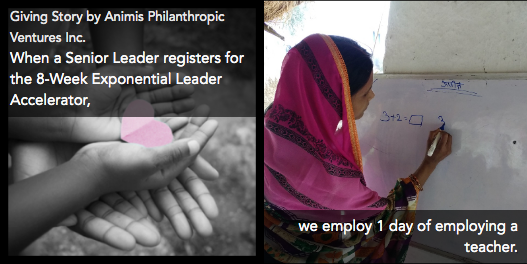 Giving Story by Animis Philanthropic
Ventures Inc.
When a Senior Leader registers for
the 8-Week Exponential Leader
Accelerator,
3+2=
we employ 1 day of employing a
teacher.